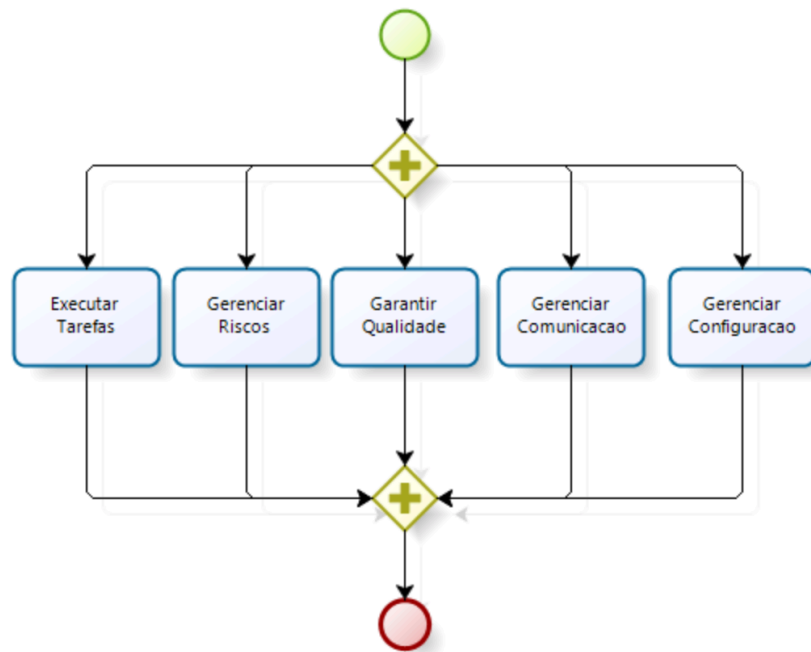 Executar
Tarefas
Gerenciar
Riscos
Garantir
Qualidade
Gerenciar
Comunicacao
Gerenciar
Configuracao